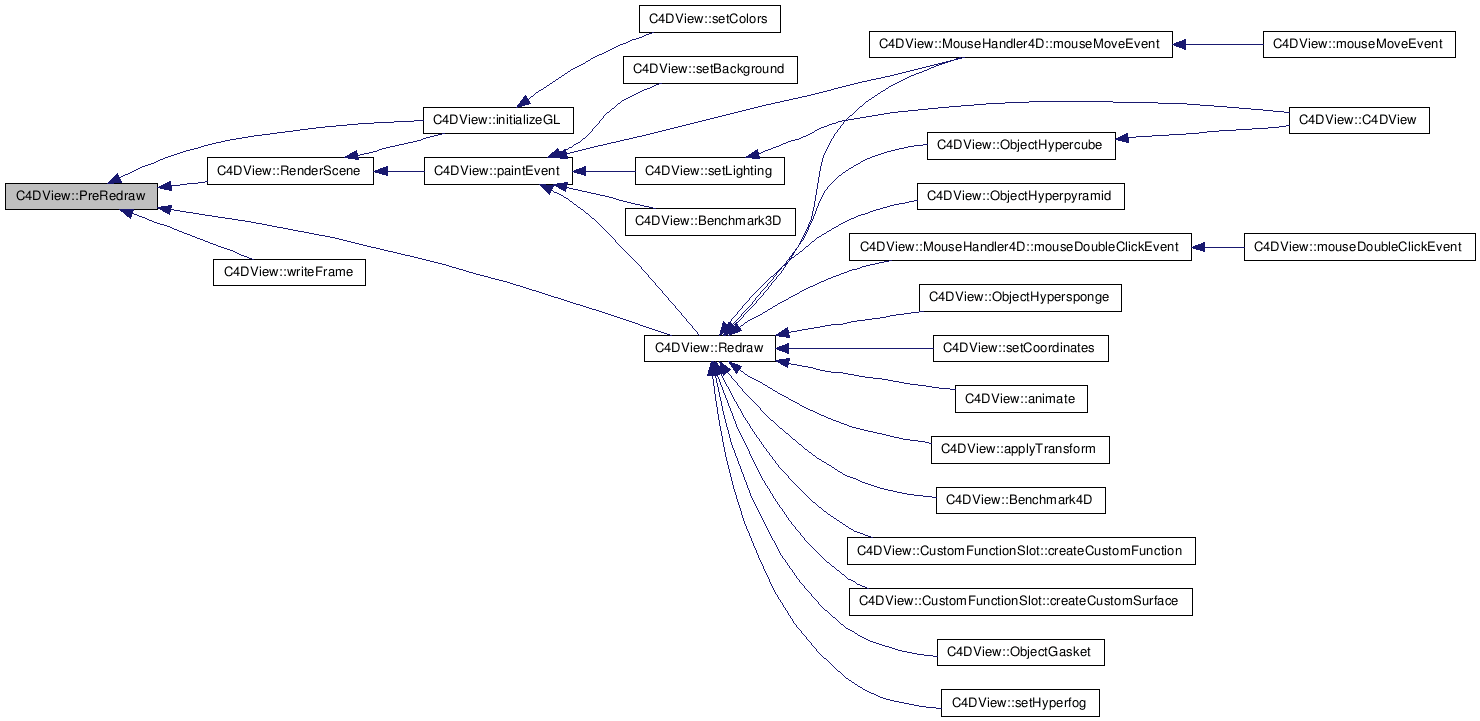 C4DView::setColors
C4DView::MouseHandler4D::mouseMoveEvent
C4DView::mouseMoveEvent
C4DView::setBackground
C4DView::initializeGL
C4DView::C4DView
C4DView::ObjectHypercube
C4DView::RenderScene
C4DView::paintEvent
C4DView::setLighting
C4DView::PreRedraw
C4DView::ObjectHyperpyramid
C4DView::Benchmark3D
C4DView::MouseHandler4D::mouseDoubleClickEvent
C4DView::mouseDoubleClickEvent
C4DView::writeFrame
C4DView::ObjectHypersponge
C4DView::Redraw
C4DView::setCoordinates
C4DView::animate
C4DView::applyTransform
C4DView::Benchmark4D
C4DView::CustomFunctionSlot::createCustomFunction
C4DView::CustomFunctionSlot::createCustomSurface
C4DView::ObjectGasket
C4DView::setHyperfog